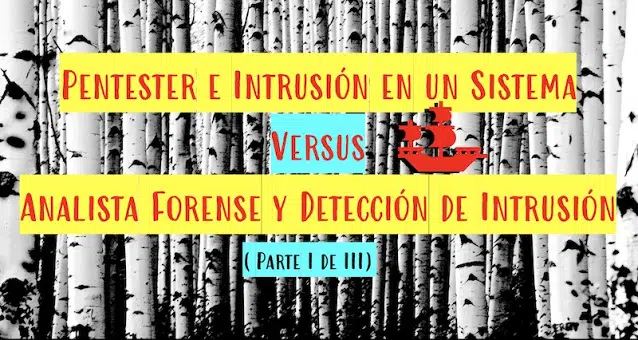 Pentester e Intrusión en un Sistema
Versus
Analista Forense y Detección de Intrusión
( Parte I de III)